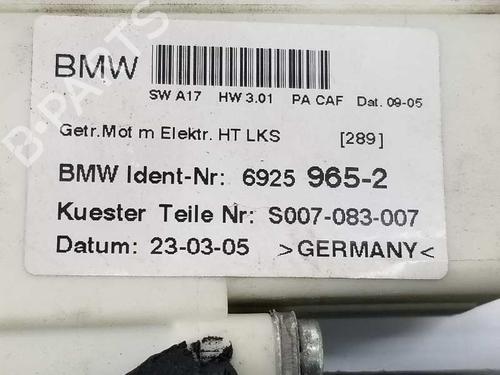 BMW
SW A17 HW 3.01 PA CAF Dat. 09-05
Getr.Mot m Elektr. HT LKS [289]
BMW Ident-Nr: 6925 965-2
Kuester Teile Nr: S007-083-007
Datum: 23-03-05 >GERMANY<
B-PARTS